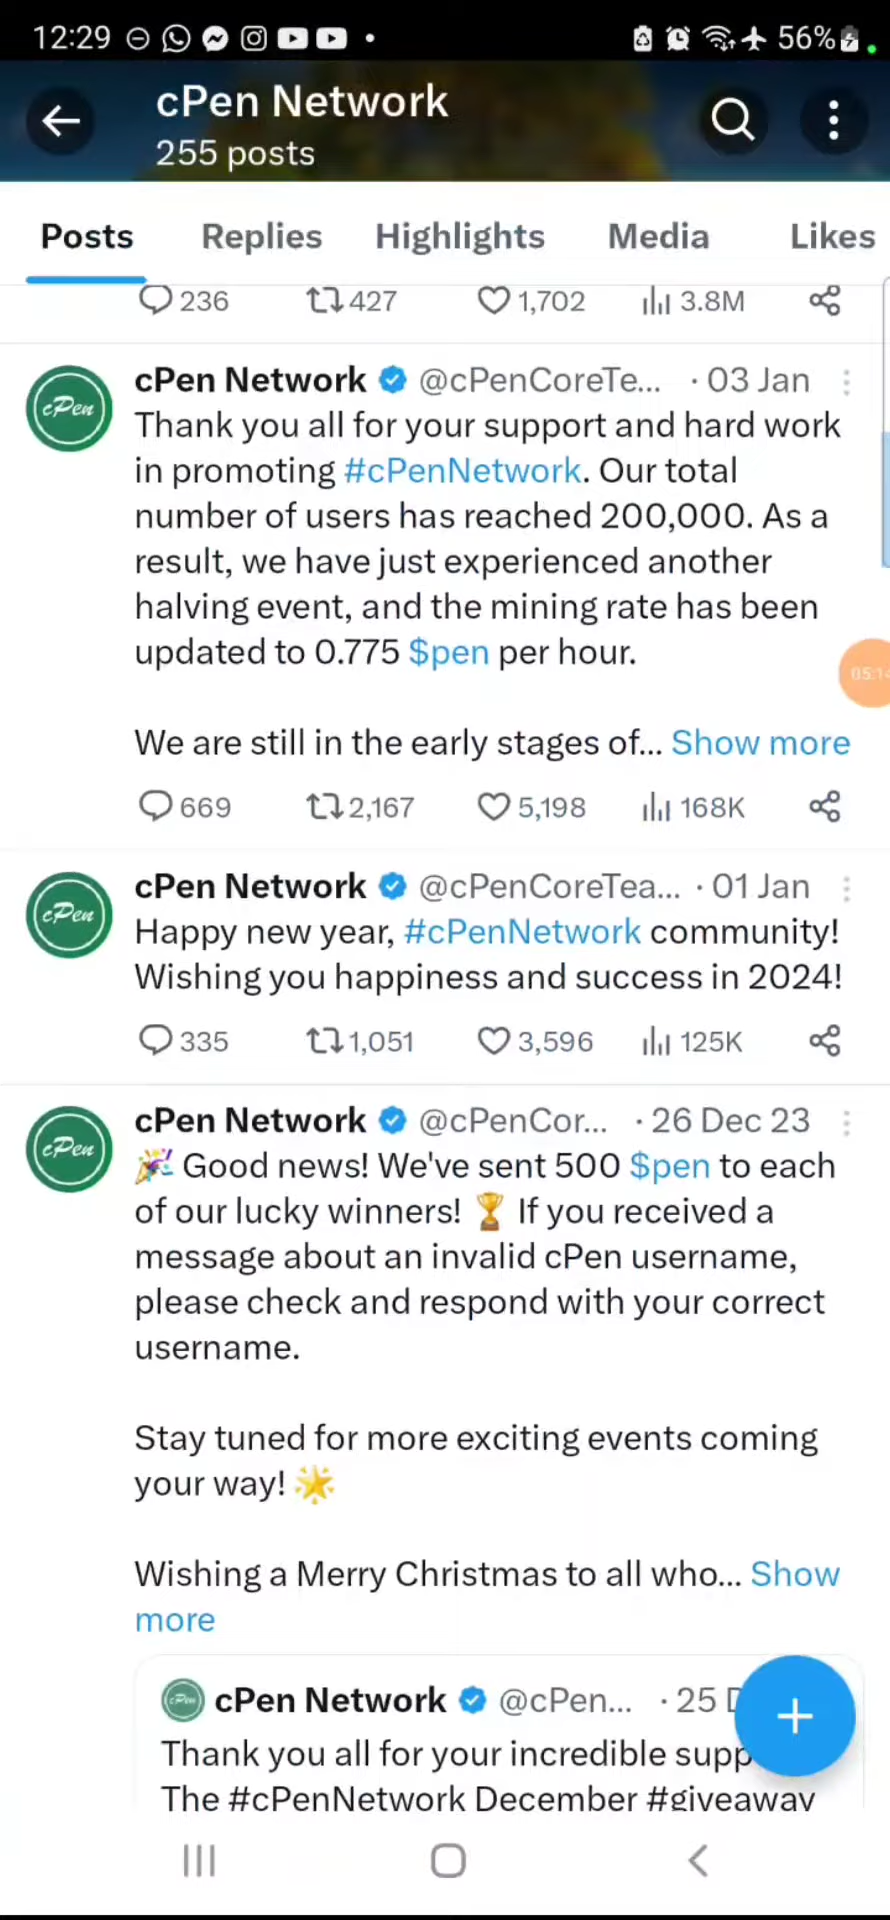 12:29
56%
cPen Network
255 posts
Posts Replies Highlights Media Likes
236 427 1,702 3.8M
cPen Network @cPenCoreTe... · 03 Jan
cPen
Thank you all for your support and hard work
in promoting #cPenNetwork. Our total
number of users has reached 200,000. As a
result, we have just experienced another
halving event, and the mining rate has been
updated to 0.775 $pen per hour.
05:14
We are still in the early stages of... Show more
669 2,167 5,198 168K
cPen Network @cPenCoreTea... · 01 Jan
cPen
Happy new year, #cPenNetwork community!
Wishing you happiness and success in 2024!
335 1,051 3,596 125K
cPen Network @cPenCor... · 26 Dec 23
cPen
🎉 Good news! We've sent 500 $pen to each
of our lucky winners! 🏆 If you received a
message about an invalid cPen username,
please check and respond with your correct
username.
Stay tuned for more exciting events coming
your way! 🌟
Wishing a Merry Christmas to all who... Show
more
cPen
cPen Network @cPen... · 25 D
Thank you all for your incredible supp
The #cPenNetwork December #giveaway